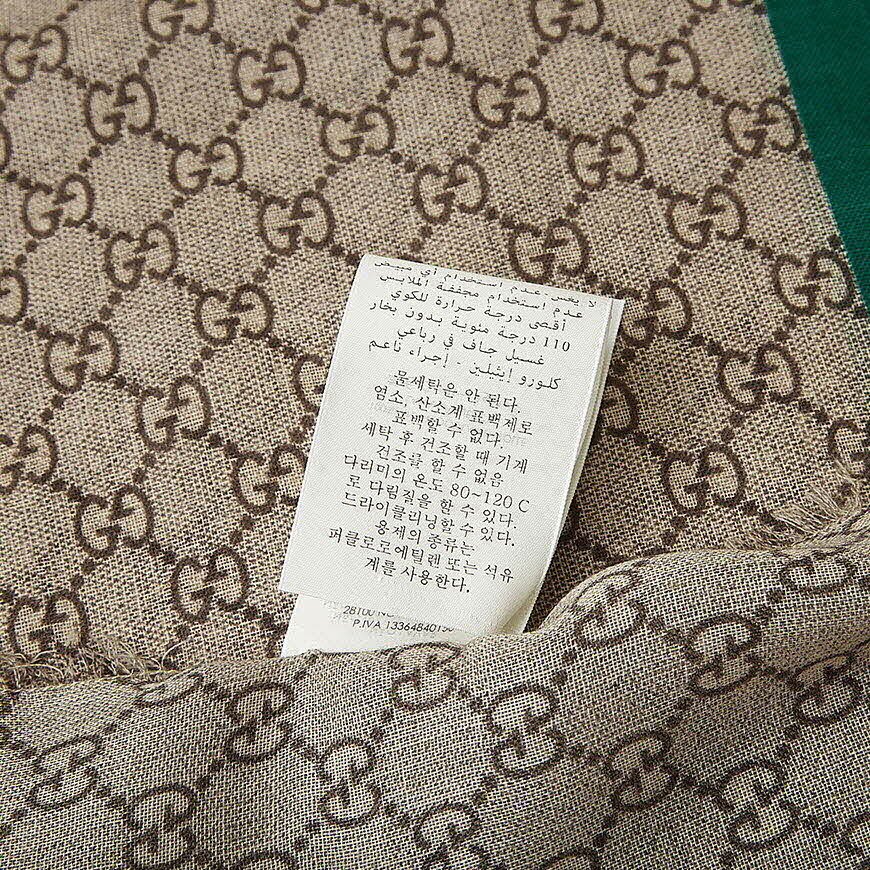 لا يغسل. عدم استخدام أي مبيض
عدم استخدام مجففة الملابس
أقصى درجة حرارة للكوي
110 درجة مئوية بدون بخار
غسيل جاف في رباعي
كلورو إيثيلين . إجراء ناعم
물세탁은 안 된다.
염소, 산소계 표백제로
표백할 수 없다.
세탁 후 건조할 때 기계
건조를 할 수 없음
다리미의 온도 80~120 C
로 다림질을 할 수 있다.
드라이클리닝할 수 있다.
용제의 종류는
퍼클로로에틸렌 또는 석유
계를 사용한다.
28100 NO
P.IVA 133648401